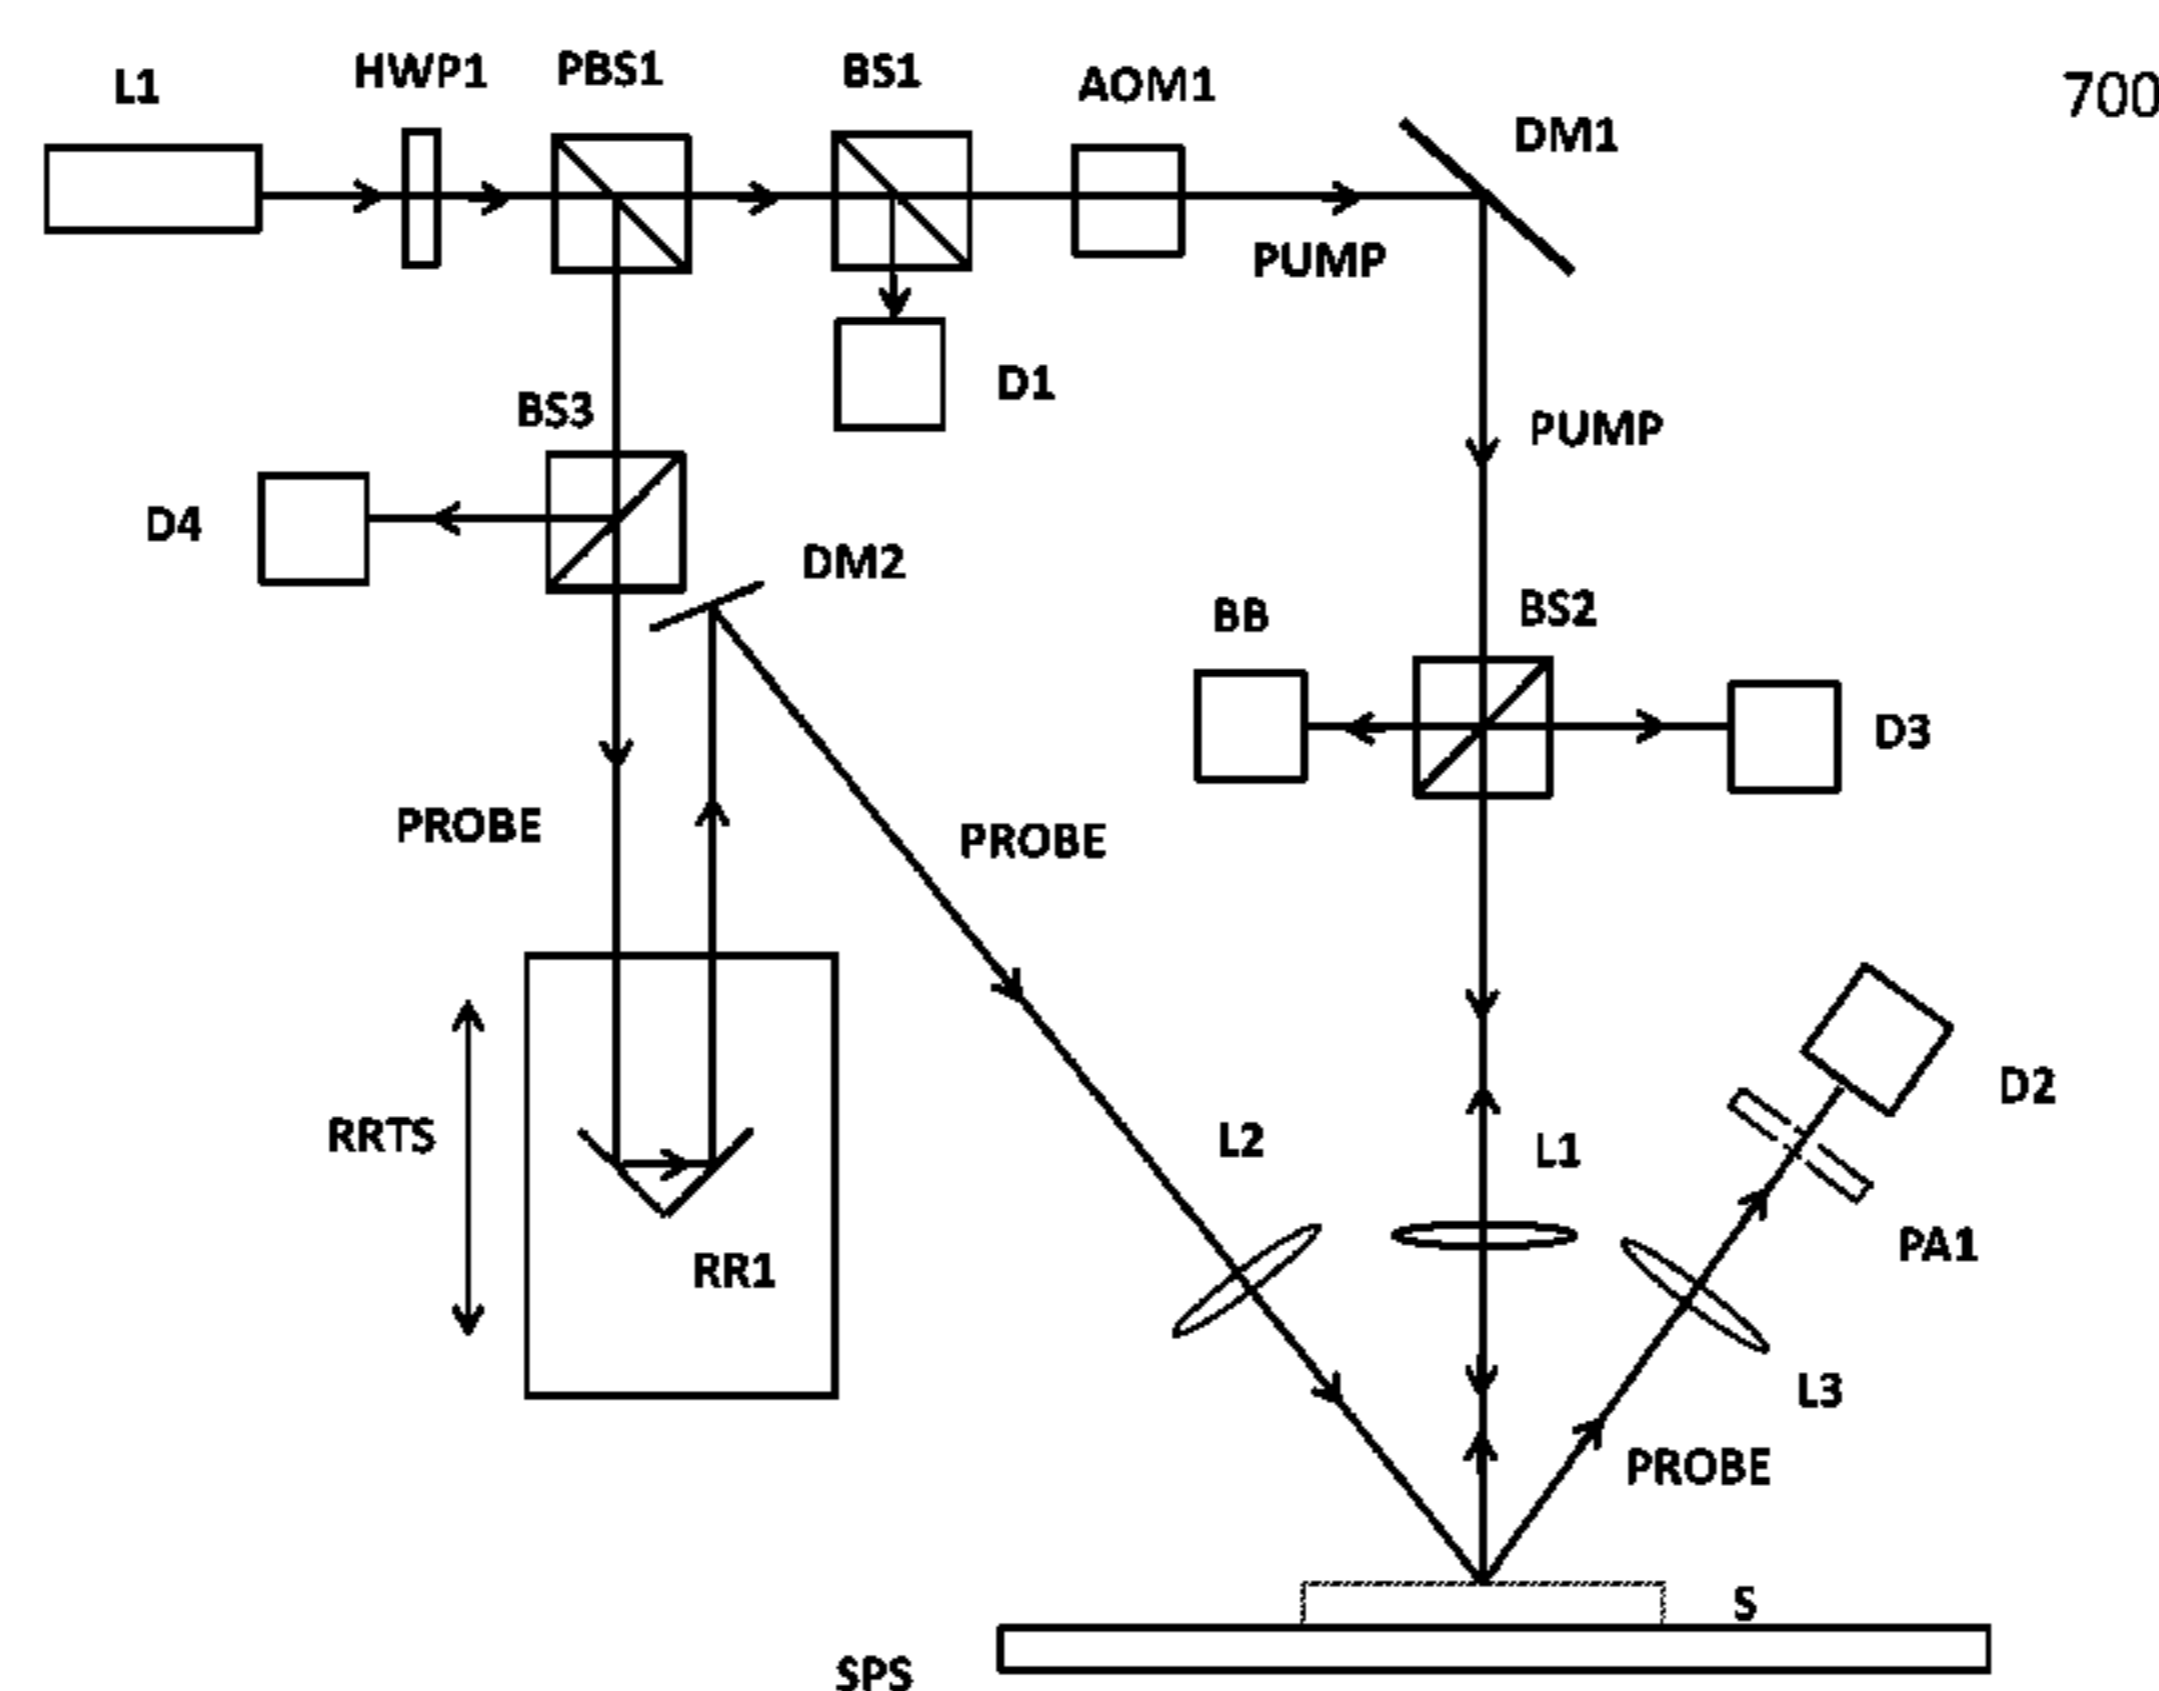 L1
HWP1
PBS1
BS1
AOM1
DM1
700
PUMP
D1
BS3
PUMP
D4
DM2
BB
BS2
D3
PROBE
PROBE
D2
RRTS
L2
L1
PA1
RR1
L3
PROBE
S
SPS